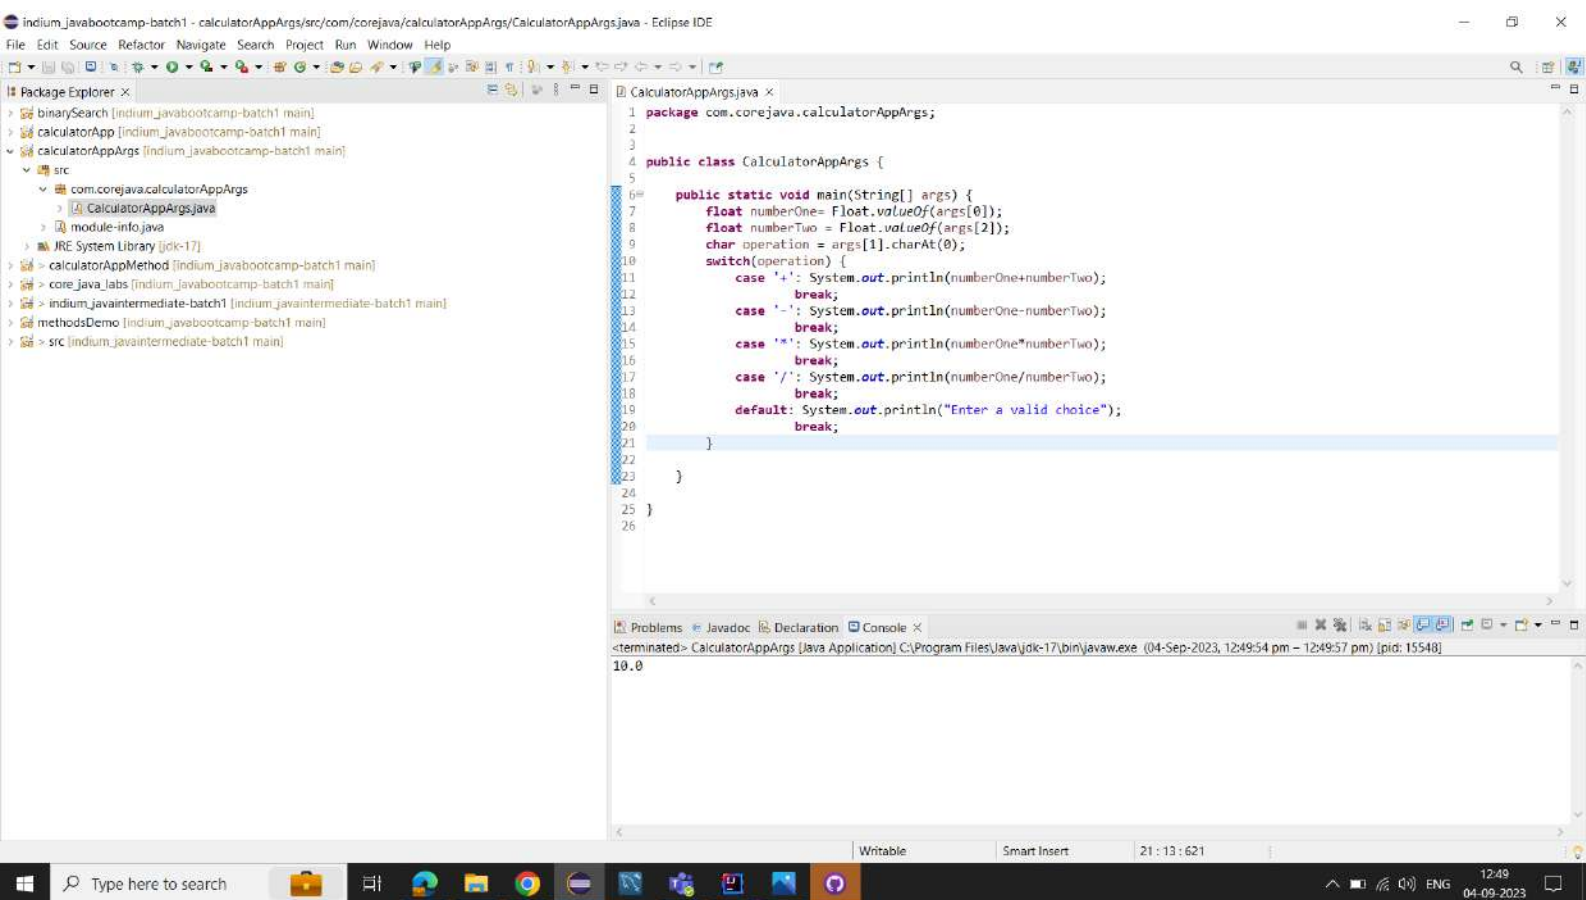 indium_javabootcamp-batch1 - calculatorAppArgs/src/com/corejava/calculatorAppArgs/CalculatorAppArgs.java - Eclipse IDE
File Edit Source Refactor Navigate Search Project Run Window Help
Package Explorer
binarySearch [indium_javabootcamp-batch1 main]
calculatorApp [indium_javabootcamp-batch1 main]
calculatorAppArgs [indium_javabootcamp-batch1 main]
src
com.corejava.calculatorAppArgs
CalculatorAppArgs.java
module-info.java
JRE System Library [jdk-17]
> calculatorAppMethod [indium_javabootcamp-batch1 main]
> core_java_labs [indium_javabootcamp-batch1 main]
> indium_javaintermediate-batch1 [indium_javaintermediate-batch1 main]
methodsDemo [indium_javabootcamp-batch1 main]
> src [indium_javaintermediate-batch1 main]
CalculatorAppArgs.java
1 package com.corejava.calculatorAppArgs;
2
3
4 public class CalculatorAppArgs {
5
6 public static void main(String[] args) {
7 float numberOne= Float.valueOf(args[0]);
8 float numberTwo = Float.valueOf(args[2]);
9 char operation = args[1].charAt(0);
10 switch(operation) {
11 case '+': System.out.println(numberOne+numberTwo);
12 break;
13 case '-': System.out.println(numberOne-numberTwo);
14 break;
15 case '*': System.out.println(numberOne*numberTwo);
16 break;
17 case '/': System.out.println(numberOne/numberTwo);
18 break;
19 default: System.out.println("Enter a valid choice");
20 break;
21 }
22
23 }
24
25 }
26
Problems Javadoc Declaration Console
<terminated> CalculatorAppArgs [Java Application] C:\Program Files\Java\jdk-17\bin\javaw.exe (04-Sep-2023, 12:49:54 pm – 12:49:57 pm) [pid: 15548]
10.0
Writable Smart Insert 21 : 13 : 621
Type here to search
ENG
12:49
04-09-2023